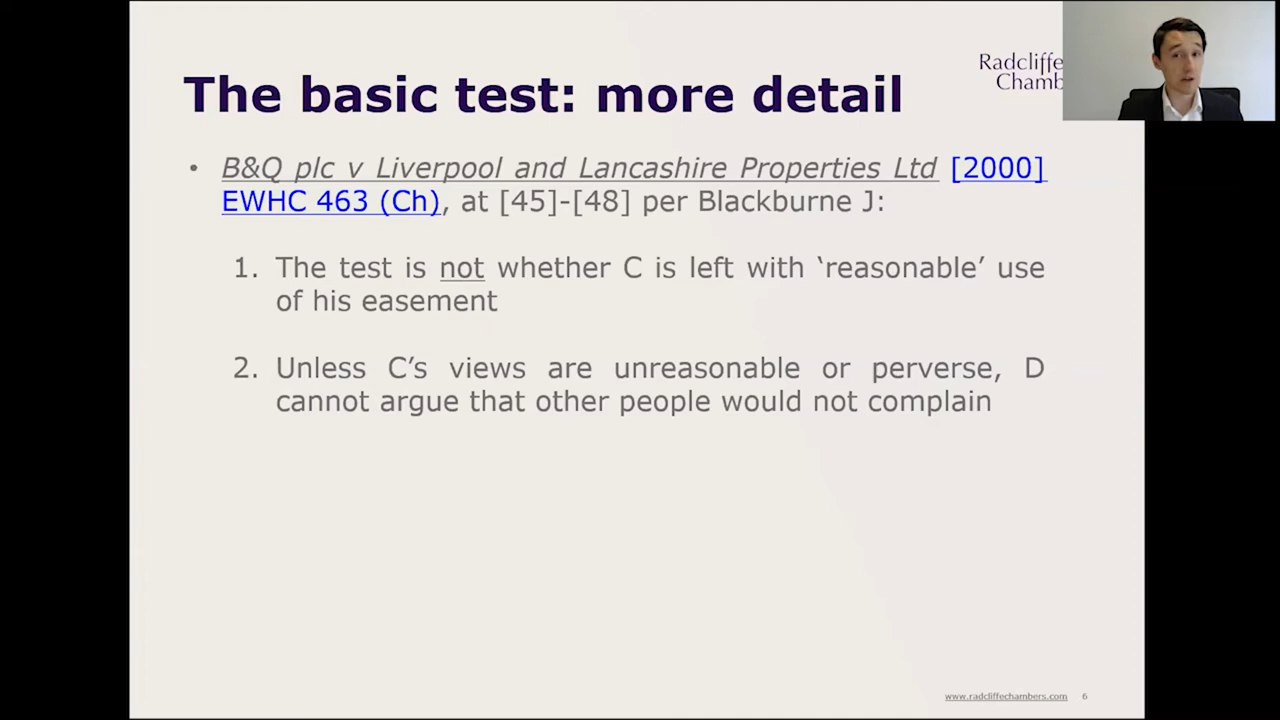 The basic test: more detail
Radcliffe
Chamb
• B&Q plc v Liverpool and Lancashire Properties Ltd [2000]
EWHC 463 (Ch), at [45]-[48] per Blackburne J:
1. The test is not whether C is left with ‘reasonable’ use
of his easement
2. Unless C’s views are unreasonable or perverse, D
cannot argue that other people would not complain
www.radcliffechambers.com 6